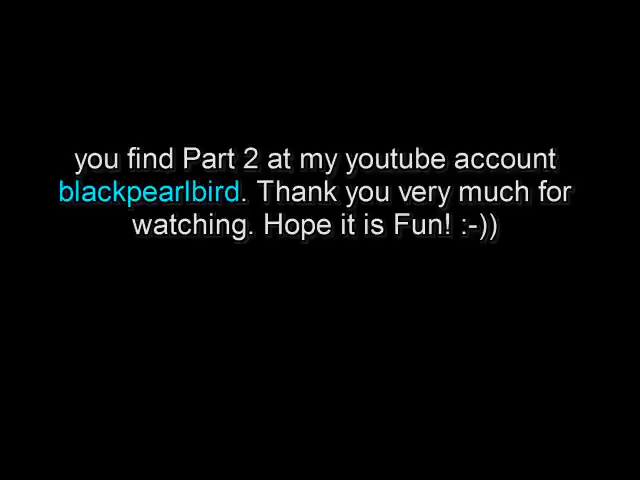 you find Part 2 at my youtube account
blackpearlbird. Thank you very much for
watching. Hope it is Fun! :-))